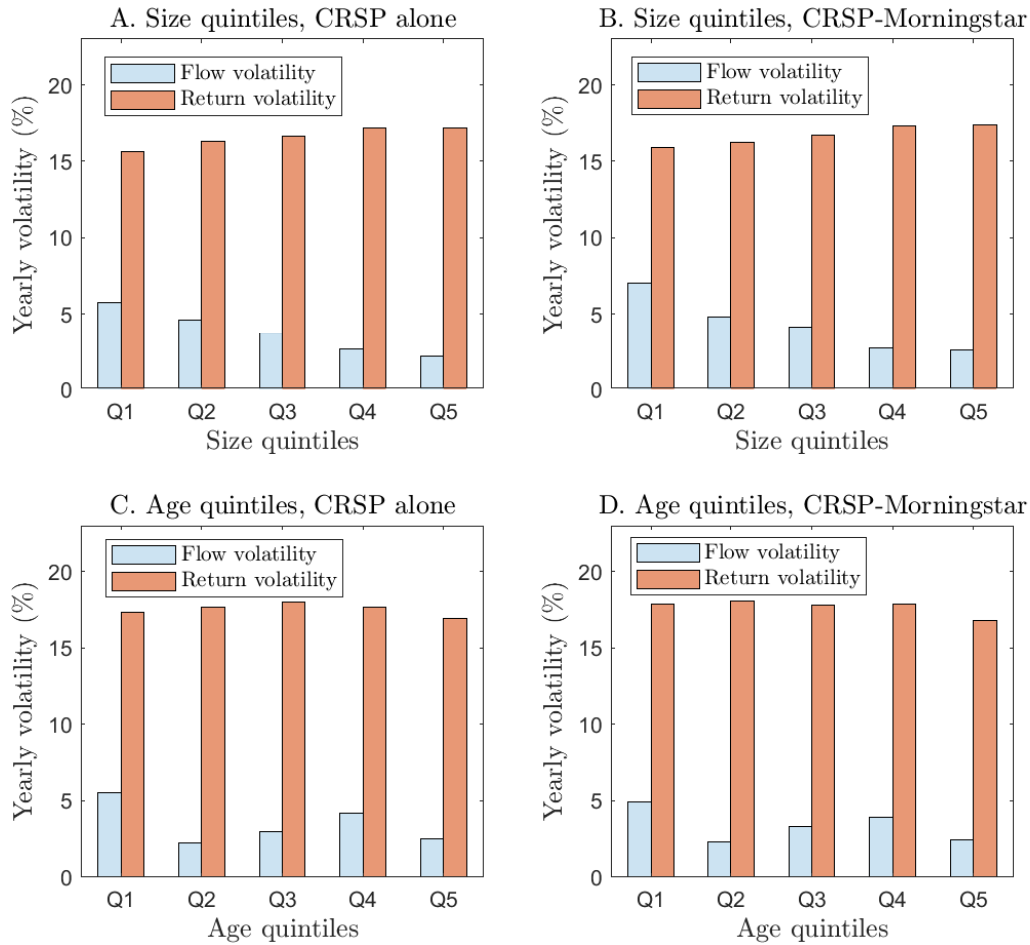 A. Size quintiles, CRSP alone
Flow volatility
Return volatility
Yearly volatility (%)
20
15
10
5
0
Q1 Q2 Q3 Q4 Q5
Size quintiles
B. Size quintiles, CRSP-Morningstar
Flow volatility
Return volatility
Yearly volatility (%)
20
15
10
5
0
Q1 Q2 Q3 Q4 Q5
Size quintiles
C. Age quintiles, CRSP alone
Flow volatility
Return volatility
Yearly volatility (%)
20
15
10
5
0
Q1 Q2 Q3 Q4 Q5
Age quintiles
D. Age quintiles, CRSP-Morningstar
Flow volatility
Return volatility
Yearly volatility (%)
20
15
10
5
0
Q1 Q2 Q3 Q4 Q5
Age quintiles